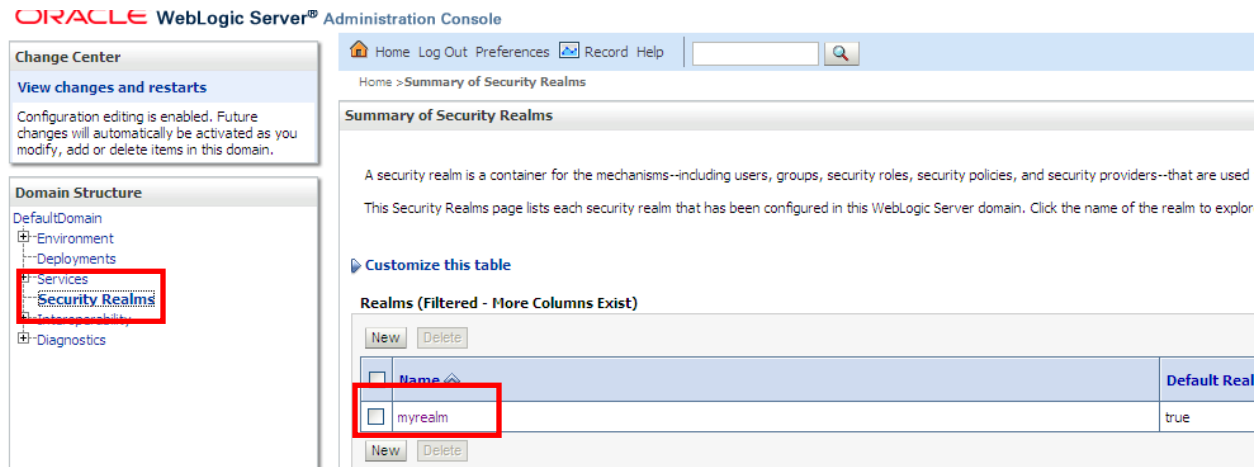 ORACLE WebLogic Server® Administration Console
Change Center
View changes and restarts
Configuration editing is enabled. Future
changes will automatically be activated as you
modify, add or delete items in this domain.
Domain Structure
DefaultDomain
Environment
Deployments
Services
Security Realms
Interoperability
Diagnostics
Home Log Out Preferences Record Help
Home >Summary of Security Realms
Summary of Security Realms
A security realm is a container for the mechanisms--including users, groups, security roles, security policies, and security providers--that are used
This Security Realms page lists each security realm that has been configured in this WebLogic Server domain. Click the name of the realm to explor
Customize this table
Realms (Filtered - More Columns Exist)
New Delete
Name Default Real
myrealm true
New Delete